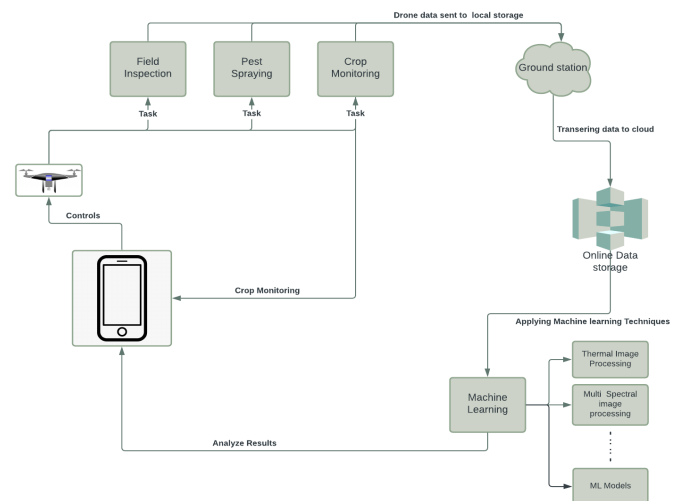 Drone data sent to  local storage
Field
Inspection
Pest
Spraying
Crop
Monitoring
Ground station
Task
Task
Task
Transering data to cloud
Controls
Online Data
storage
Crop Monitoring
Applying Machine learning Techniques
Thermal Image
Processing
Machine
Learning
Multi  Spectral
image
processing
Analyze Results
ML Models